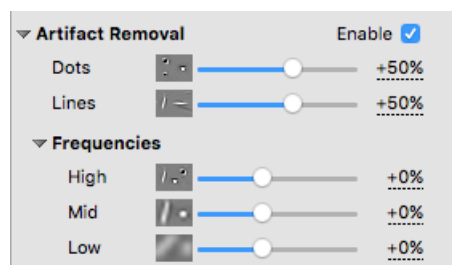 Artifact Removal Enable
Dots +50%
Lines +50%
Frequencies
High +0%
Mid +0%
Low +0%